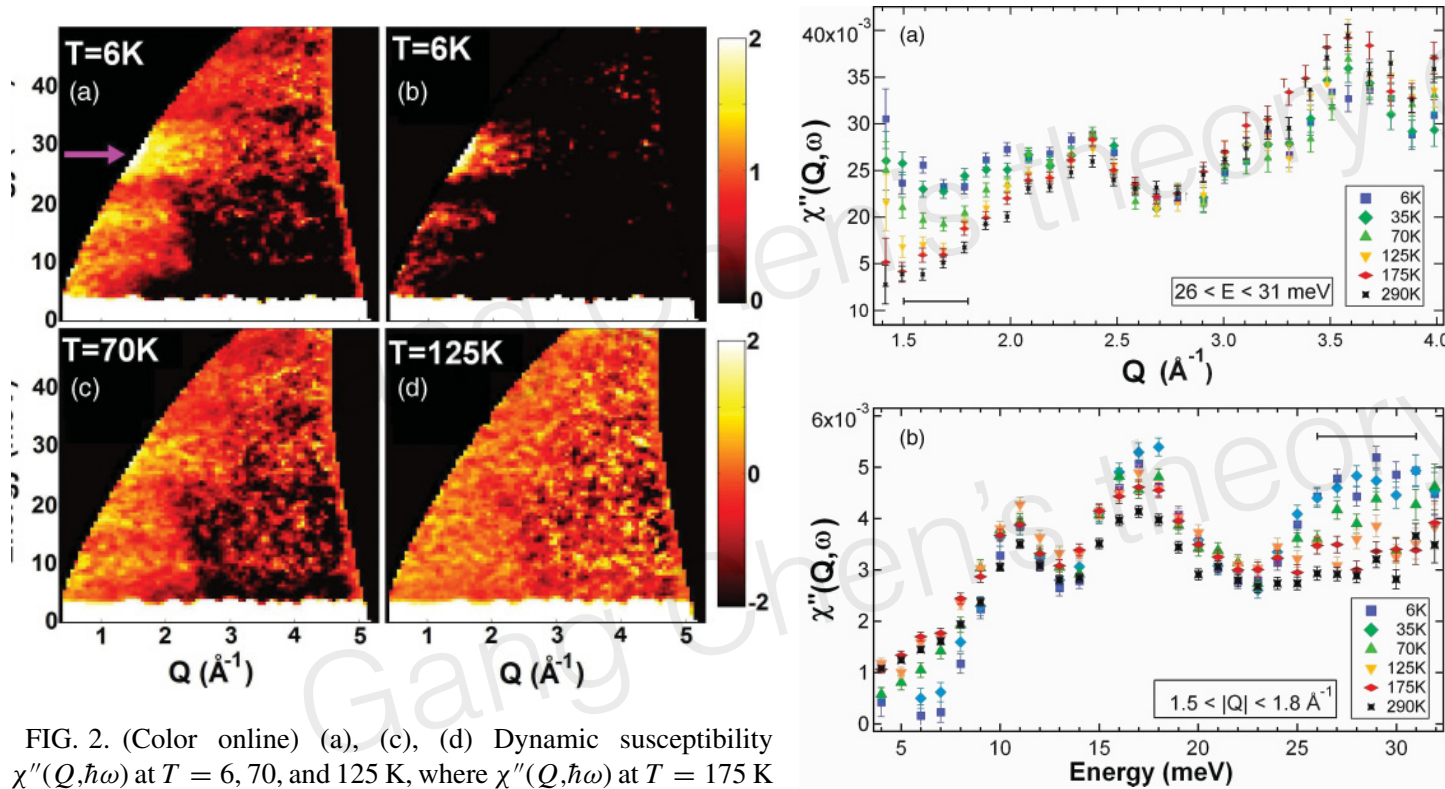 T=6K
(a)
T=6K
(b)
2
1
0
40
30
20
10
0
T=70K
(c)
T=125K
(d)
2
0
-2
40
30
20
10
0
1 2 3 4 5 1 2 3 4 5
Q (Å⁻¹) Q (Å⁻¹)
FIG. 2. (Color online) (a), (c), (d) Dynamic susceptibility
χ″(Q,ℏω) at T = 6, 70, and 125 K, where χ″(Q,ℏω) at T = 175 K
(a)
40x10⁻³
35
30
25
20
5
10
χ"(Q,ω)
6K
35K
70K
125K
175K
290K
26 < E < 31 meV
1.5 2.0 2.5 3.0 3.5 4.0
Q (Å⁻¹)
(b)
6x10⁻³
5
4
3
2
1
0
χ"(Q,ω)
6K
35K
70K
125K
175K
290K
1.5 < |Q| < 1.8 Å⁻¹
5 10 15 20 25 30
Energy (meV)
Gang Chen's theory
Gang Chen's theory